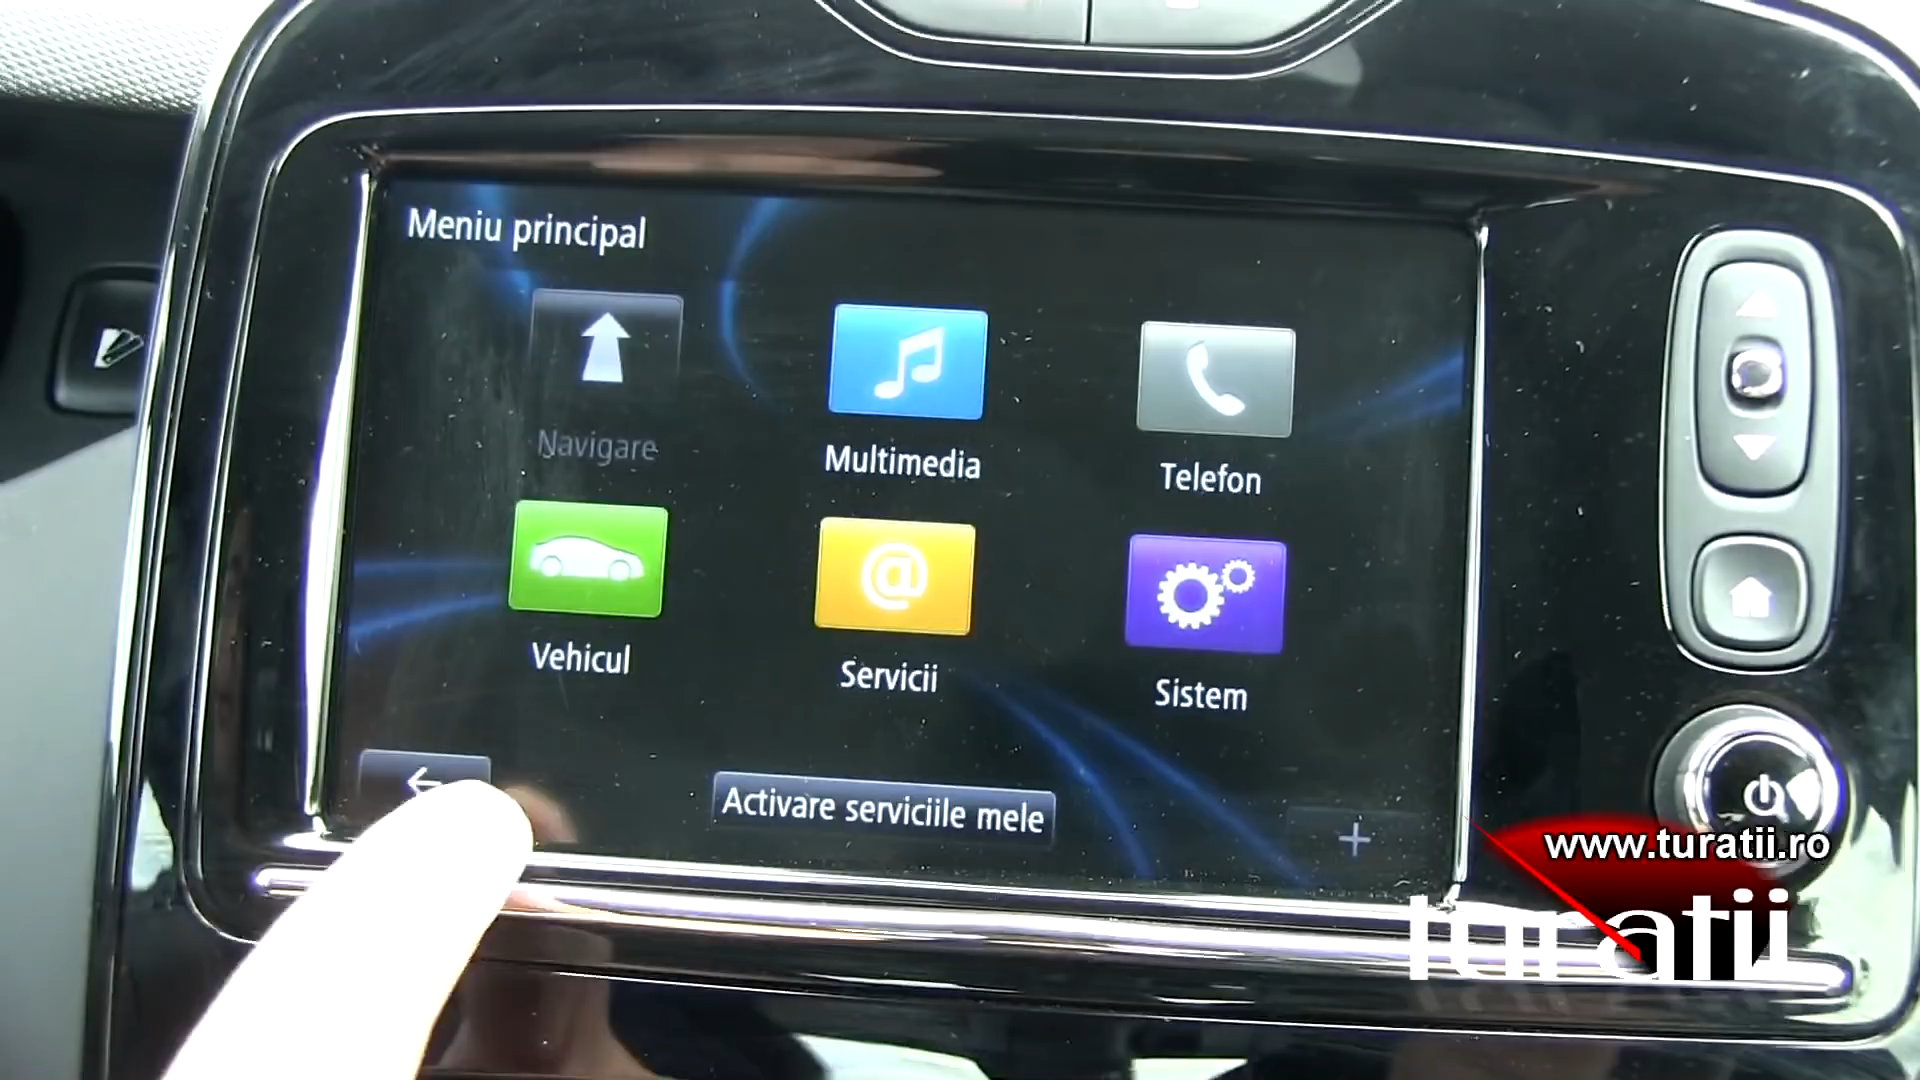 Meniu principal
Navigare
Multimedia
Telefon
Vehicul
Servicii
Sistem
Activare serviciile mele
www.turatii.ro
turatii